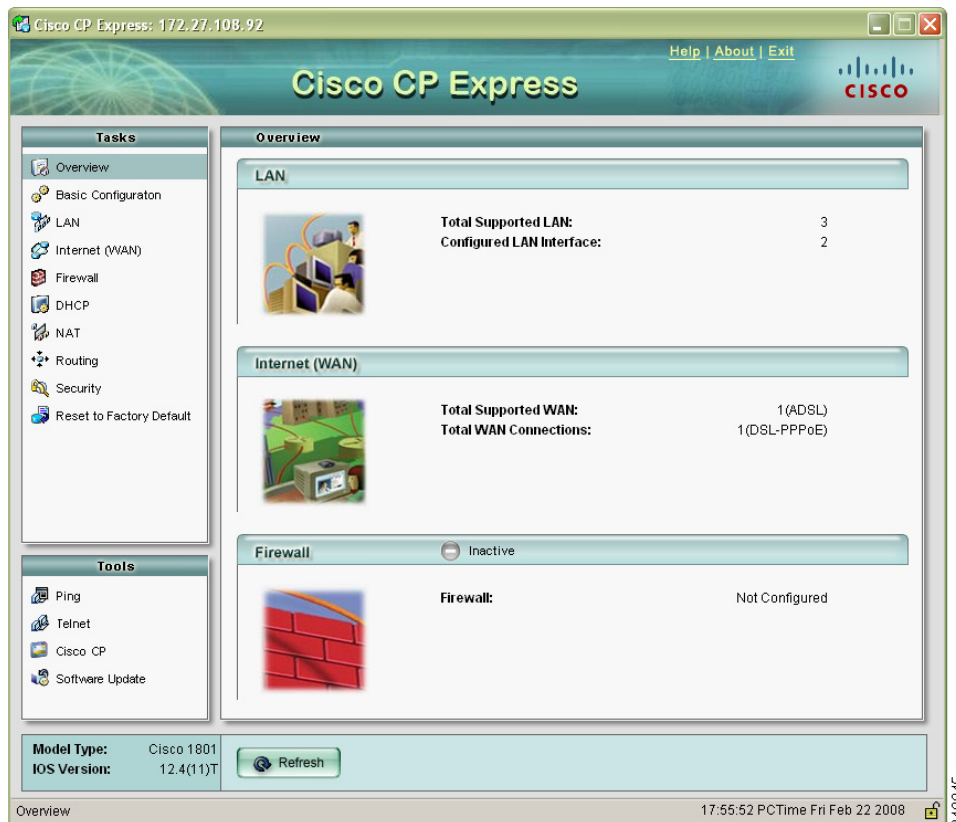 Cisco CP Express: 172.27.108.92
Help | About | Exit
Cisco CP Express
CISCO
Tasks
Overview
Basic Configuraton
LAN
Internet (WAN)
Firewall
DHCP
NAT
Routing
Security
Reset to Factory Default
Tools
Ping
Telnet
Cisco CP
Software Update
Overview
LAN
Total Supported LAN: 3
Configured LAN Interface: 2
Internet (WAN)
Total Supported WAN: 1(ADSL)
Total WAN Connections: 1(DSL-PPPoE)
Firewall Inactive
Firewall: Not Configured
Model Type: Cisco 1801
IOS Version: 12.4(11)T
Refresh
Overview
17:55:52 PCTime Fri Feb 22 2008